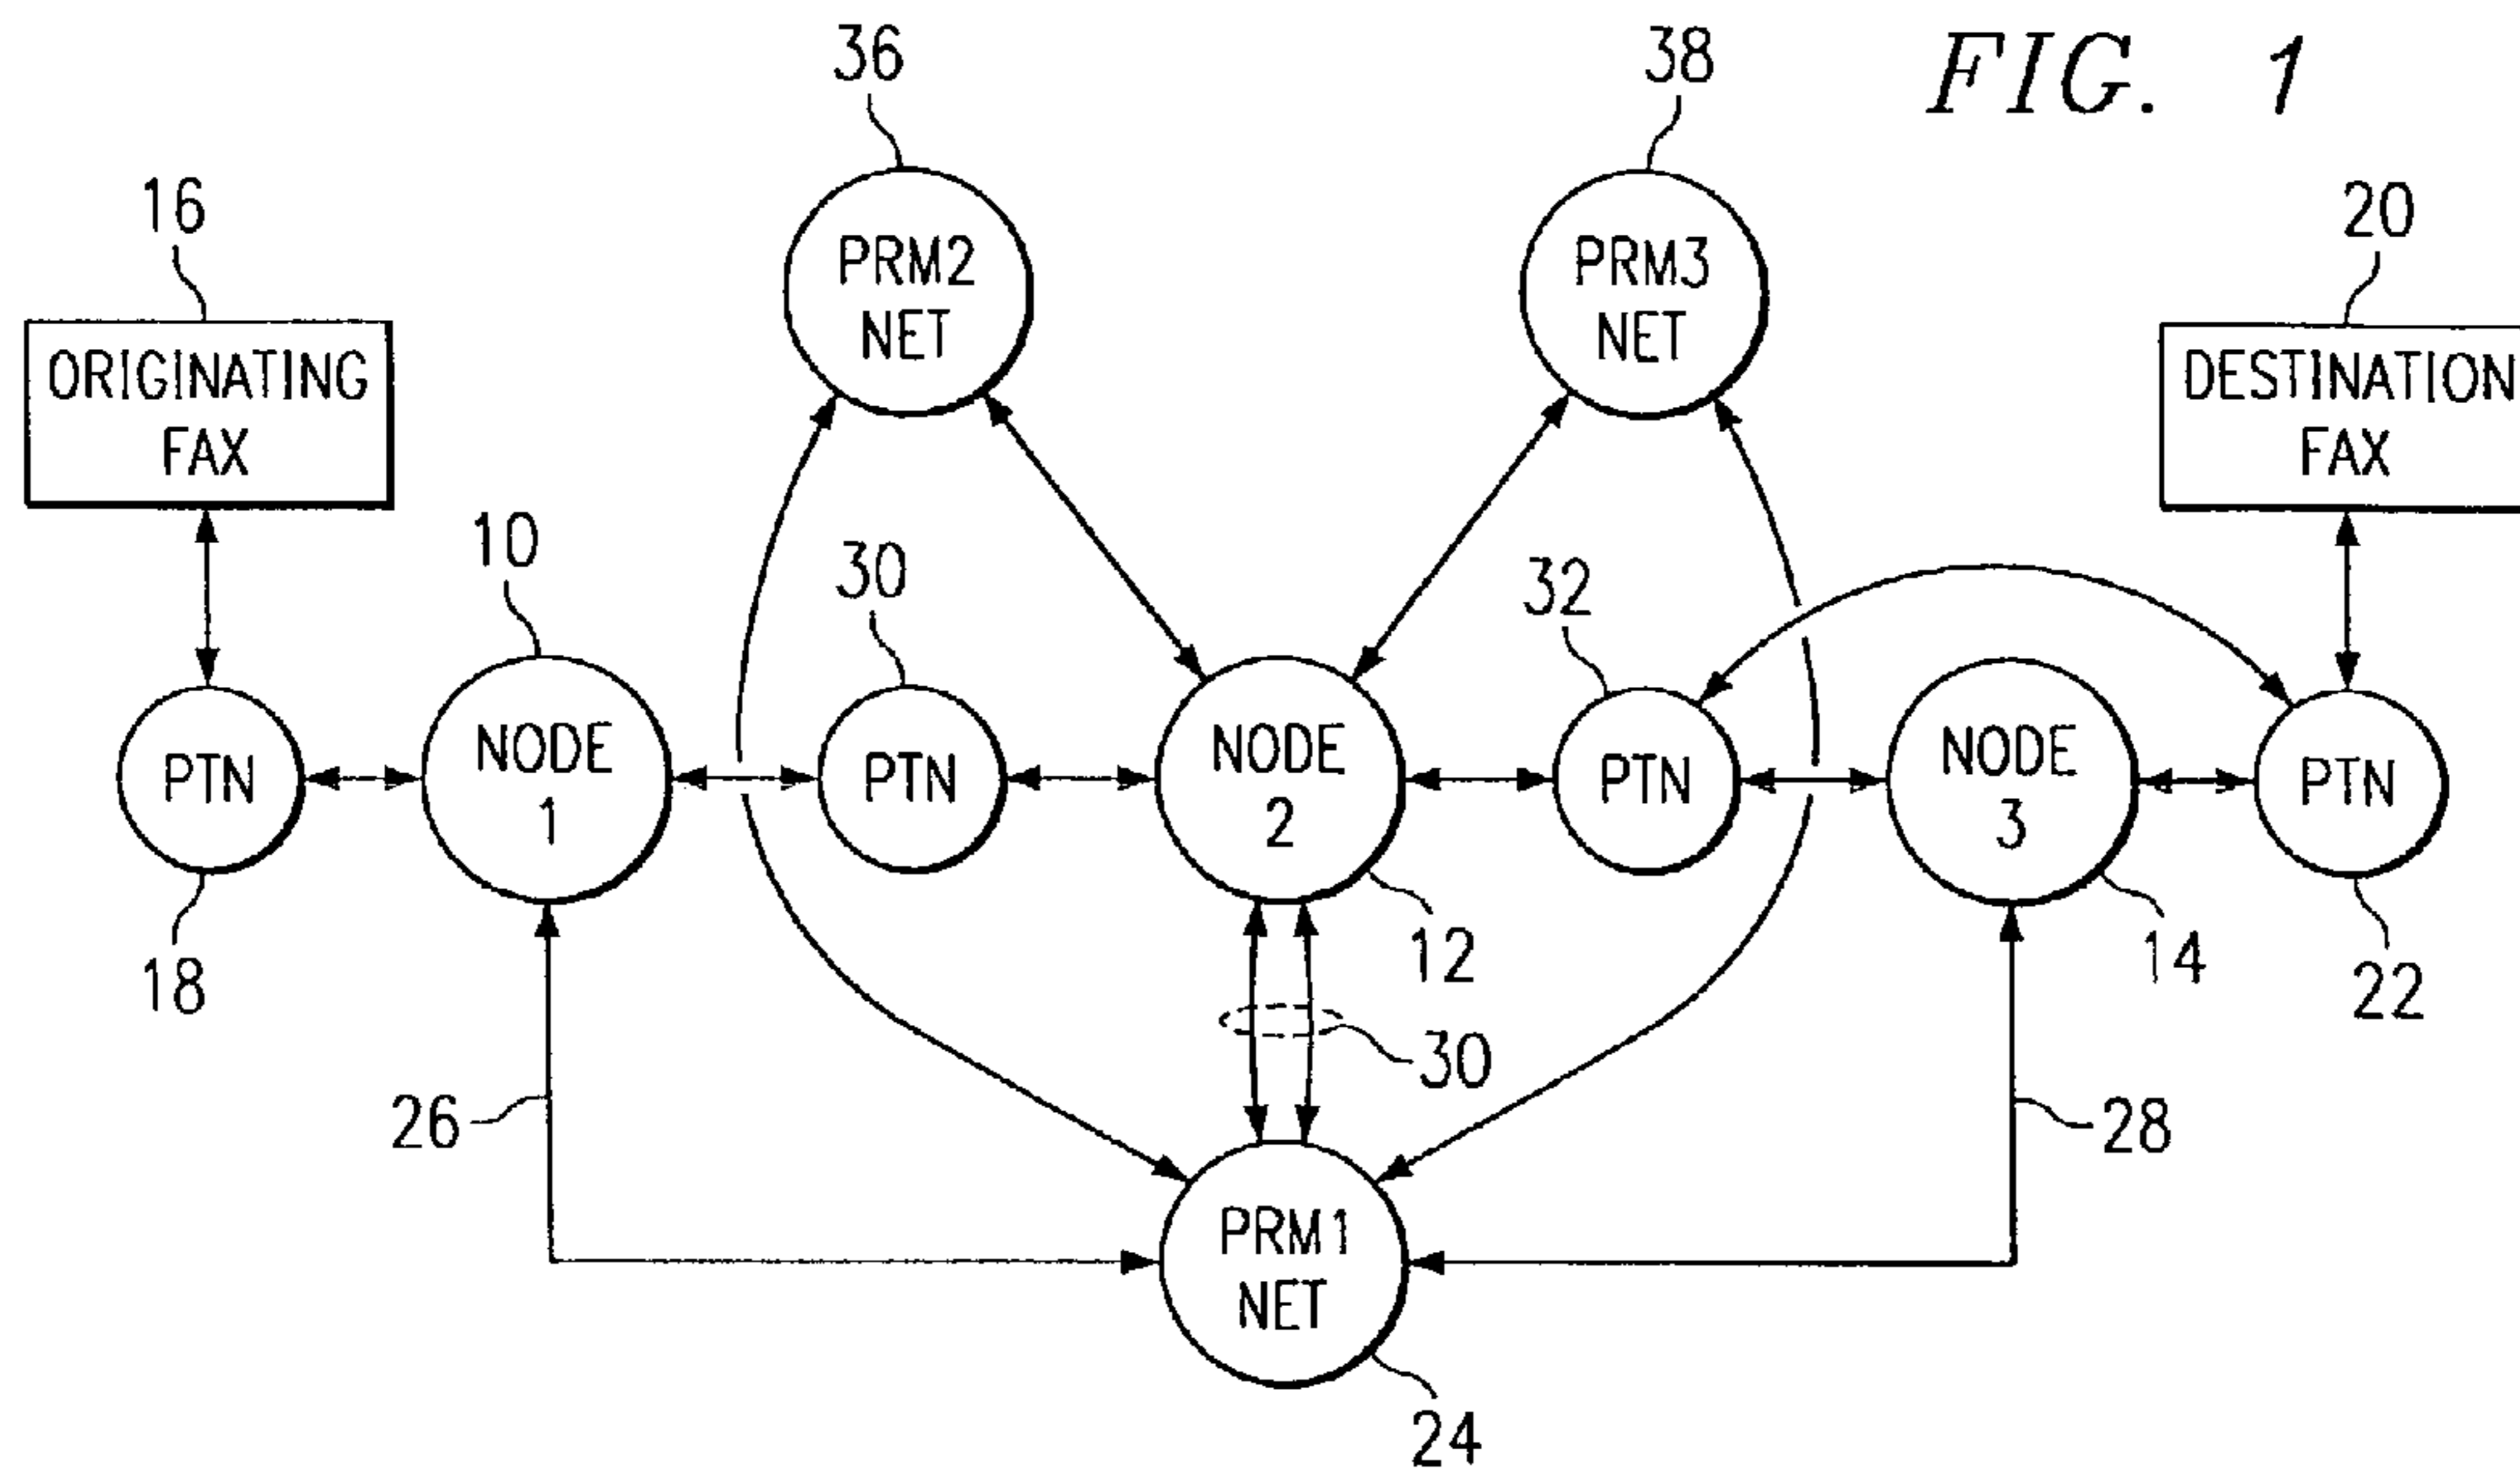 FIG. 1
36
38
16
20
PRM2
NET
PRM3
NET
ORIGINATING
FAX
DESTINATION
FAX
10
30
32
PTN
NODE
1
PTN
NODE
2
PTN
NODE
3
PTN
18
12
14
22
30
26
28
PRM1
NET
24